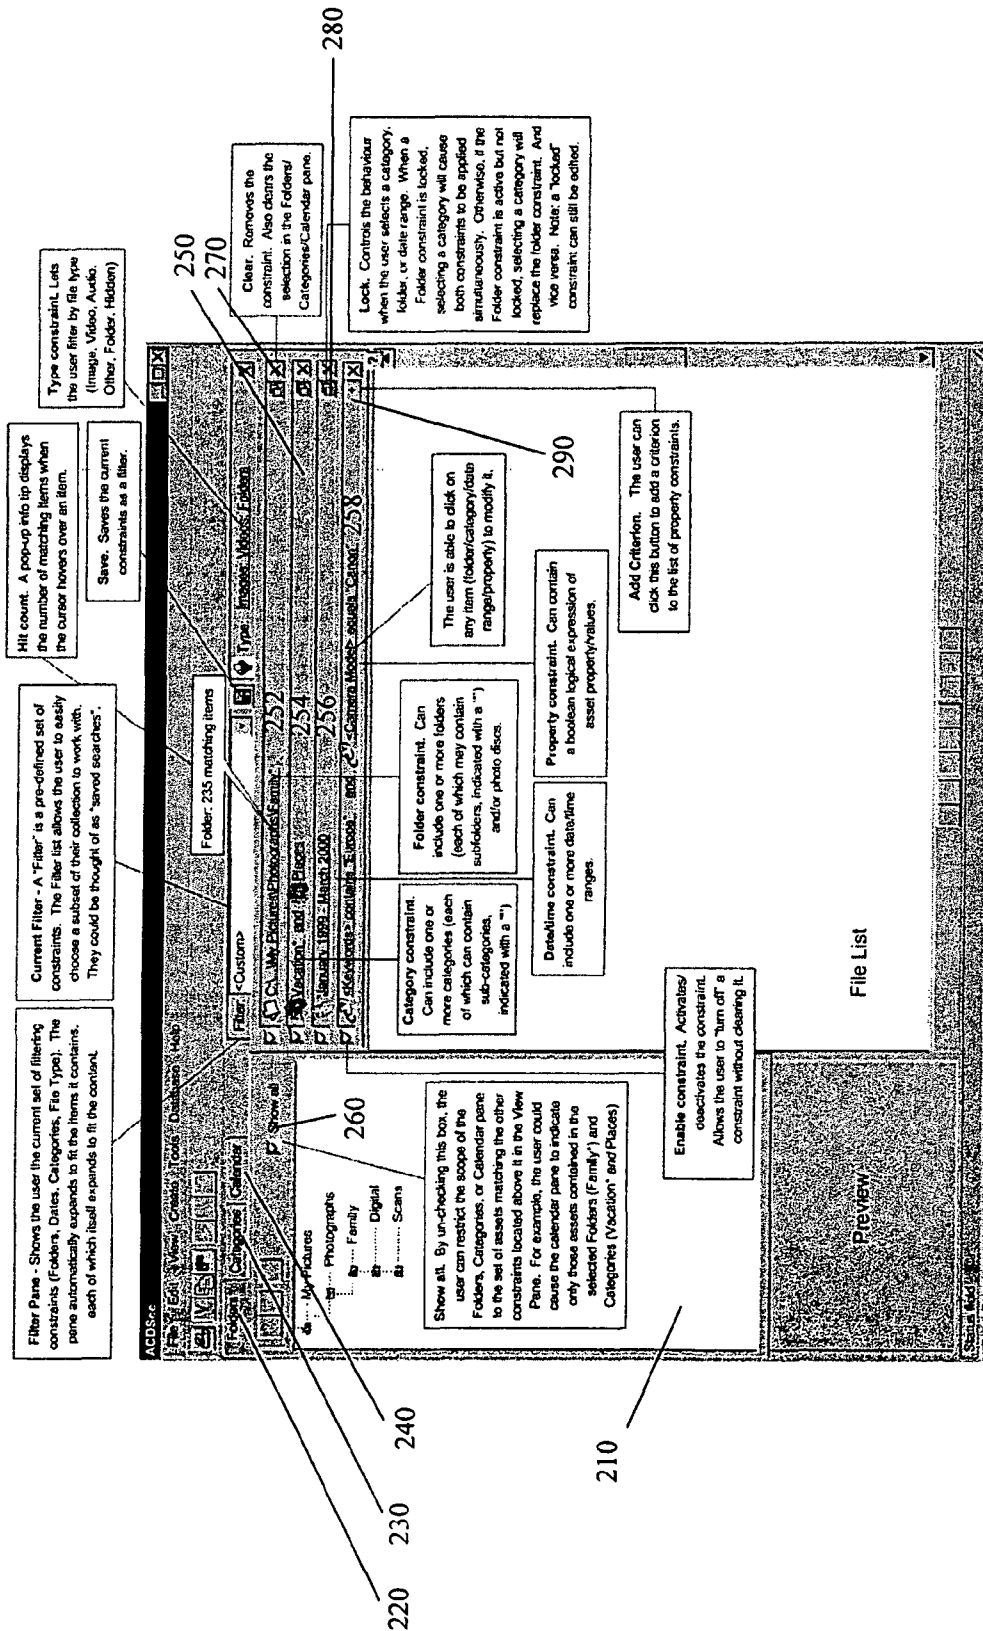 Filter Pane - Shows the user the current set of filtering
constraints (Folders, Dates, Categories, File Type). The
pane automatically expands to fit the items it contains,
each of which itself expands to fit the content.
Current Filter - A "Filter" is a pre-defined set of
constraints. The Filter list allows the user to easily
choose a subset of their collection to work with.
They could be thought of as "saved searches".
Hit count. A pop-up info tip displays
the number of matching items when
the cursor hovers over an item.
Save. Saves the current
constraints as a filter.
Type constraint. Lets
the user filter by file type
(Image, Video, Audio,
Other, Folder, Hidden)
ACDSee
File Edit View Create Tools Database Help
Folders Categories Calendar
Show all
My Pictures
Photographs
Family
Digital
Scans
Filter: <Custom>
Type: Images, Videos, Folders
Folder: 235 matching items
C:\My Pictures\Photographs\Family* 252
Vacation* and Places 254
January 1999 - March 2000 256
<Keywords> contains "Europe" and <Camera Model> equals "Canon" 258
250
270
Clear. Removes the
constraint. Also clears the
selection in the Folders/
Categories/Calendar pane.
280
Lock. Controls the behaviour
when the user selects a category,
folder, or date range. When a
Folder constraint is locked,
selecting a category will cause
both constraints to be applied
simultaneously. Otherwise, if the
Folder constraint is active but not
locked, selecting a category will
replace the folder constraint. And
vice versa. Note: a "locked"
constraint can still be edited.
260
Show all. By un-checking this box, the
user can restrict the scope of the
Folders, Categories, or Calendar pane
to the set of assets matching the other
constraints located above it in the View
Pane. For example, the user could
cause the calendar pane to indicate
only those assets contained in the
selected Folders (Family*) and
Categories (Vacation* and Places)
Category constraint.
Can include one or
more categories (each
of which can contain
sub-categories,
indicated with a "*")
Folder constraint. Can
include one or more folders
(each of which may contain
subfolders, indicated with a "*")
and/or photo discs.
The user is able to click on
any item (folder/category/date
range/property) to modify it.
290
Date/time constraint. Can
include one or more date/time
ranges.
Property constraint. Can contain
a boolean logical expression of
asset property/values.
Add Criterion. The user can
click this button to add a criterion
to the list of property constraints.
Enable constraint. Activates/
deactivates the constraint.
Allows the user to "turn off" a
constraint without clearing it.
File List
Preview
Status field
220
230
240
210